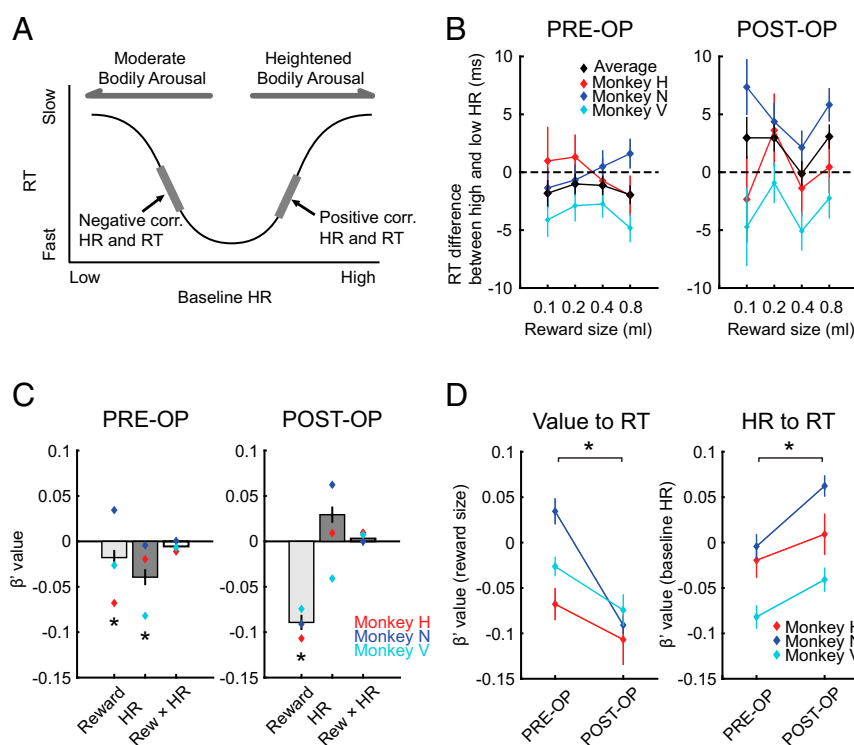 A
Moderate
Bodily Arousal
Heightened
Bodily Arousal
Slow
RT
Fast
Negative corr.
HR and RT
Positive corr.
HR and RT
Low
High
Baseline HR
B
PRE-OP
POST-OP
RT difference
between high and low HR (ms)
10
5
0
-5
-10
Average
Monkey H
Monkey N
Monkey V
0.1 0.2 0.4 0.8
Reward size (ml)
10
5
0
-5
-10
0.1 0.2 0.4 0.8
Reward size (ml)
C
PRE-OP
POST-OP
β' value
0.1
0.05
0
-0.05
-0.1
-0.15
* *
Reward
HR
Rew × HR
0.1
0.05
0
-0.05
-0.1
-0.15
*
Monkey H
Monkey N
Monkey V
Reward
HR
Rew × HR
D
Value to RT
HR to RT
β' value (reward size)
0.1
0.05
0
-0.05
-0.1
-0.15
*
PRE-OP
POST-OP
β' value (baseline HR)
0.1
0.05
0
-0.05
-0.1
-0.15
*
Monkey H
Monkey N
Monkey V
PRE-OP
POST-OP